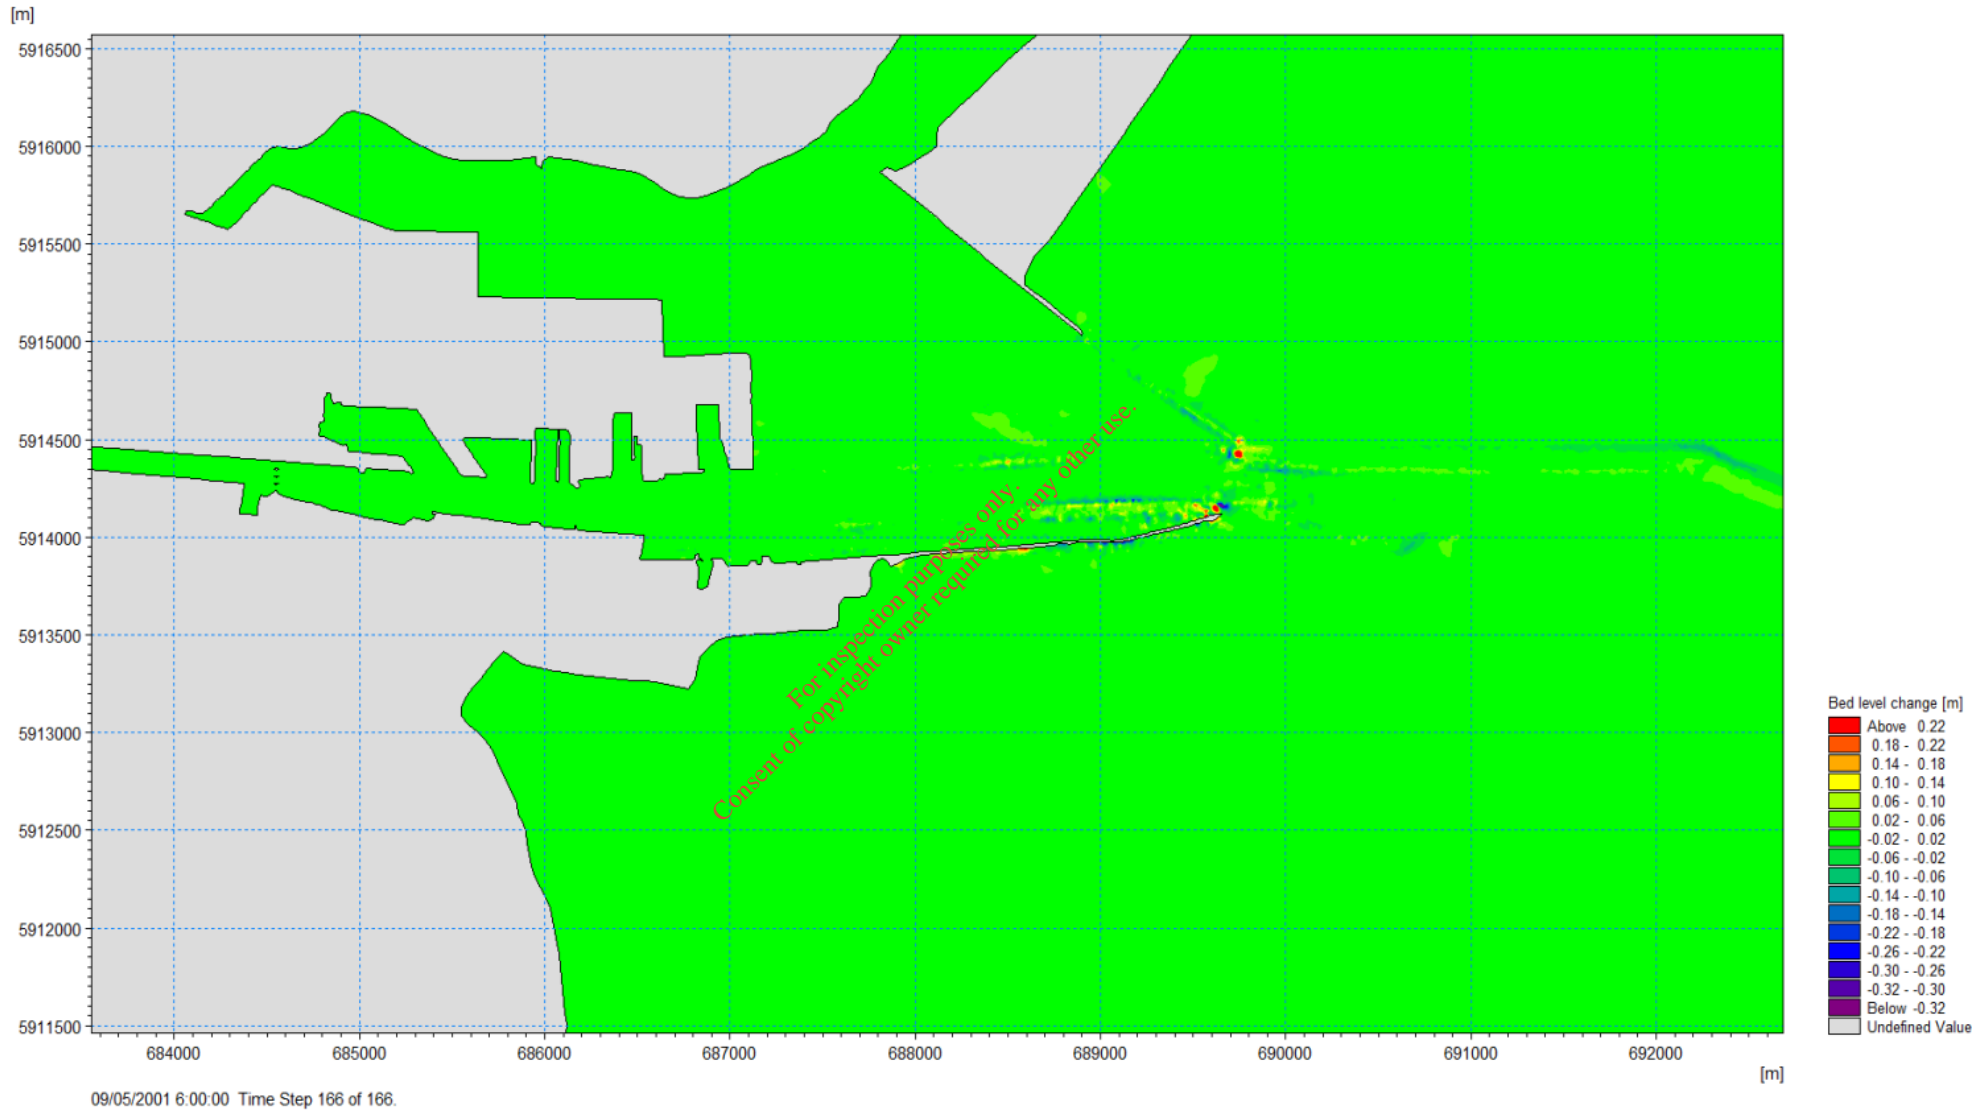 [m]
5916500
5916000
5915500
5915000
5914500
5914000
5913500
5913000
5912500
5912000
5911500
684000 685000 686000 687000 688000 689000 690000 691000 692000
[m]
For inspection purposes only.
Consent of copyright owner required for any other use.
Bed level change [m]
Above 0.22
0.18 - 0.22
0.14 - 0.18
0.10 - 0.14
0.06 - 0.10
0.02 - 0.06
-0.02 - 0.02
-0.06 - -0.02
-0.10 - -0.06
-0.14 - -0.10
-0.18 - -0.14
-0.22 - -0.18
-0.26 - -0.22
-0.30 - -0.26
-0.32 - -0.30
Below -0.32
Undefined Value
09/05/2001 6:00:00 Time Step 166 of 166.